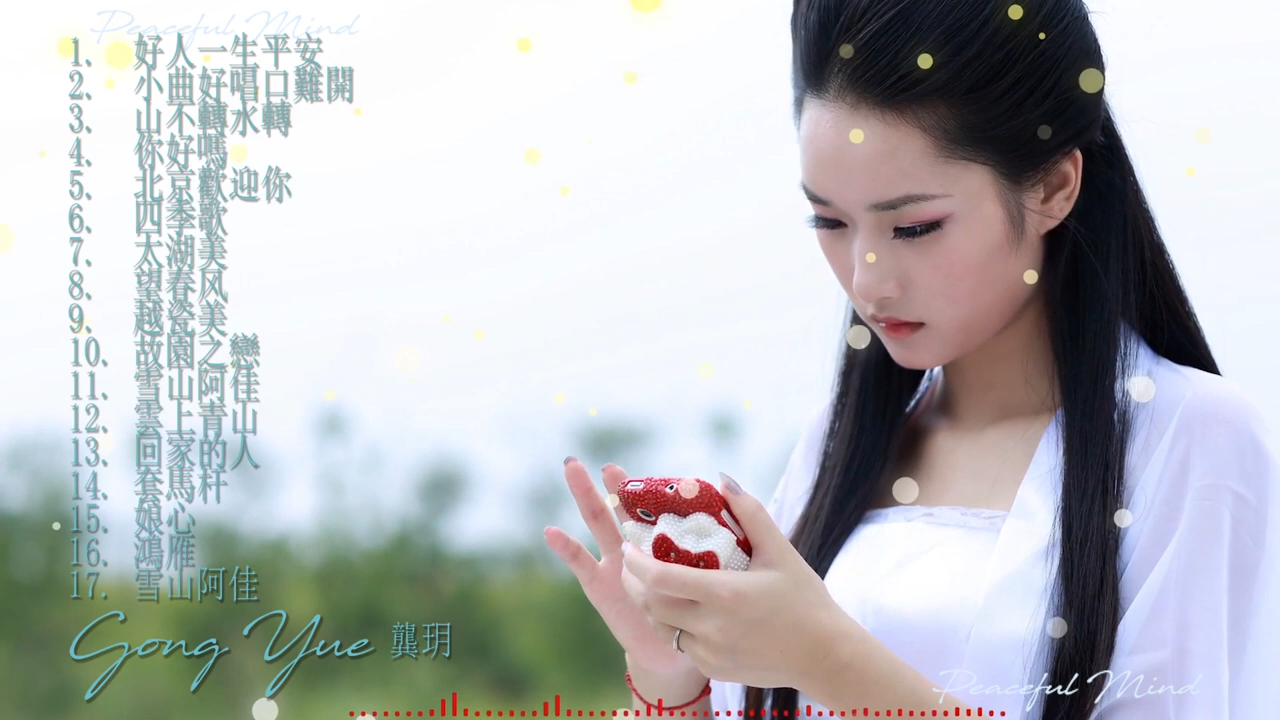 Peaceful Mind
1. 好人一生平安
2. 小曲好唱口難開
3. 山不轉水轉
4. 你好嗎
5. 北京歡迎你
6. 四季歌
7. 太湖美
8. 望春风
9. 越瓷美
10. 故園之戀
11. 雪山阿佳
12. 雲上青山
13. 回家的人
14. 套馬杆
15. 娘心
16. 鴻雁
17. 雪山阿佳
Gong Yue 龔玥
Peaceful Mind